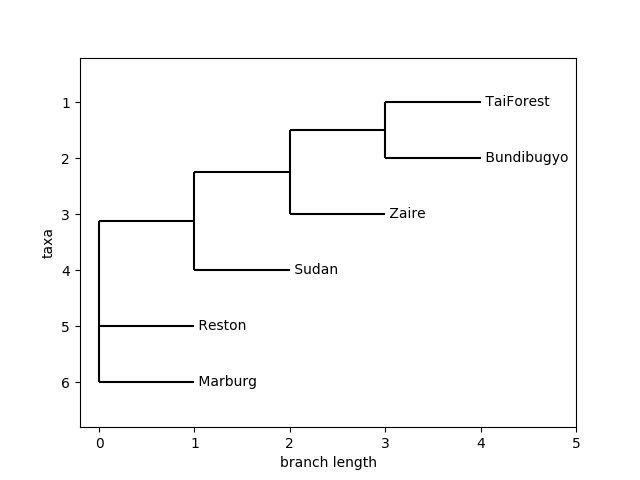 TaiForest
Bundibugyo
Zaire
Sudan
Reston
Marburg
1
2
3
4
5
6
taxa
0 1 2 3 4 5
branch length